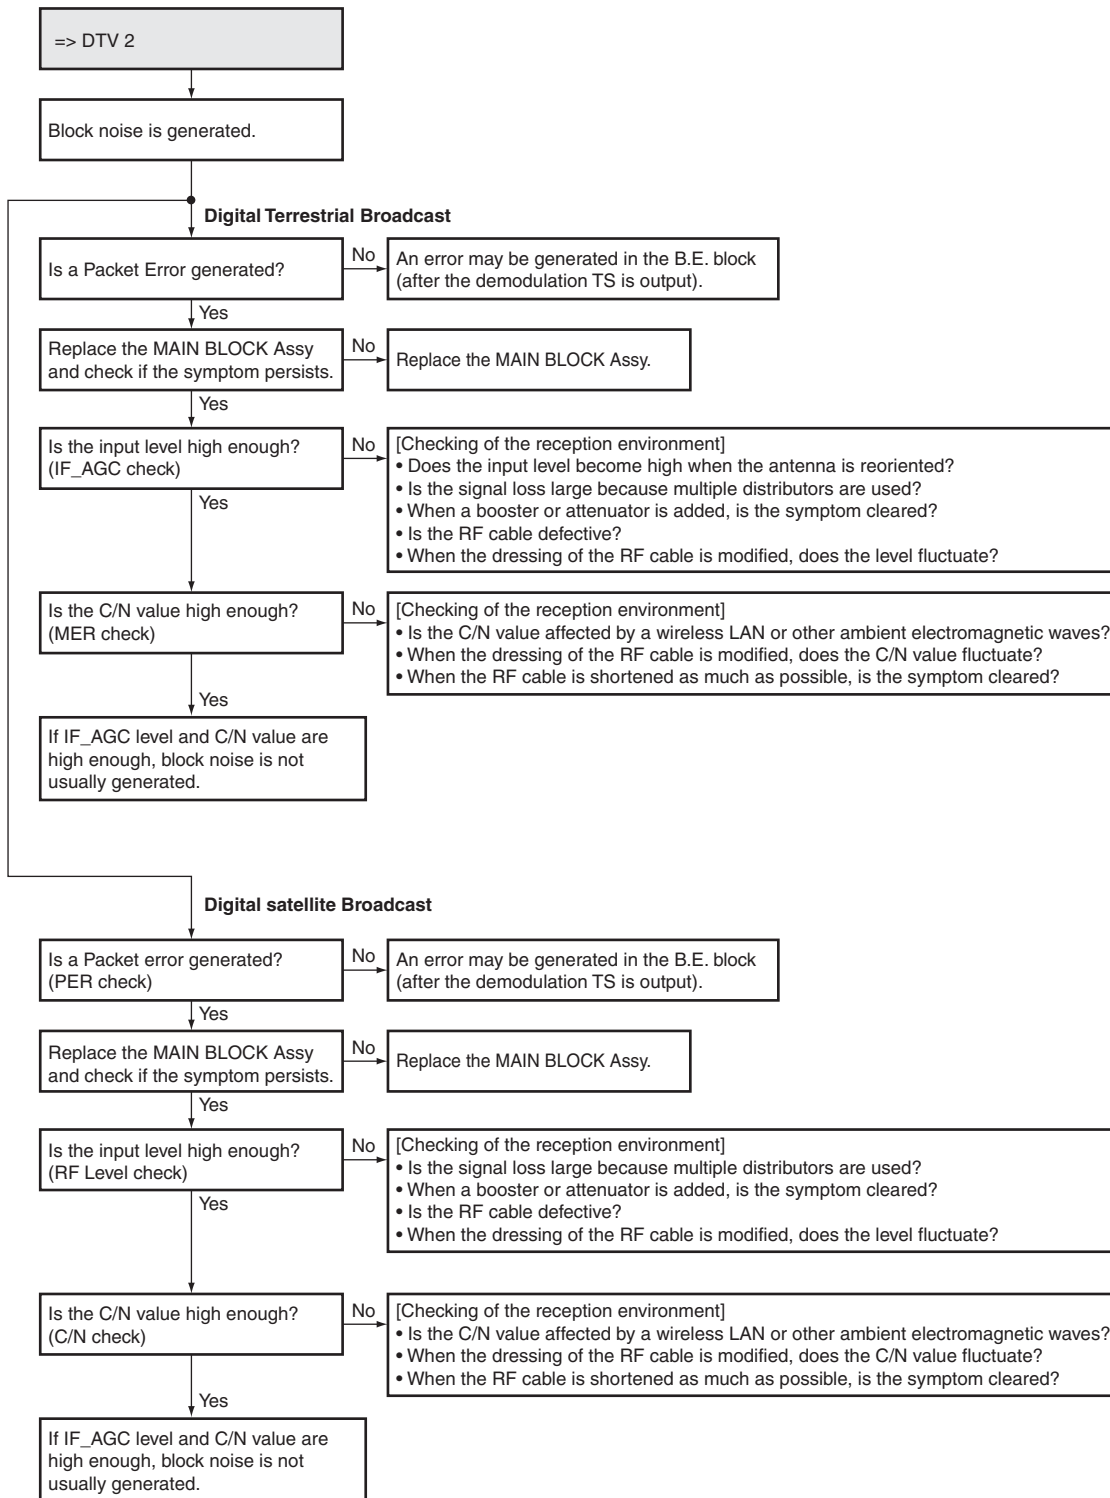 => DTV 2
Block noise is generated.
Digital Terrestrial Broadcast
Is a Packet Error generated?
No
An error may be generated in the B.E. block
(after the demodulation TS is output).
Yes
Replace the MAIN BLOCK Assy
and check if the symptom persists.
No
Replace the MAIN BLOCK Assy.
Yes
Is the input level high enough?
(IF_AGC check)
No
[Checking of the reception environment]
• Does the input level become high when the antenna is reoriented?
• Is the signal loss large because multiple distributors are used?
• When a booster or attenuator is added, is the symptom cleared?
• Is the RF cable defective?
• When the dressing of the RF cable is modified, does the level fluctuate?
Yes
Is the C/N value high enough?
(MER check)
No
[Checking of the reception environment]
• Is the C/N value affected by a wireless LAN or other ambient electromagnetic waves?
• When the dressing of the RF cable is modified, does the C/N value fluctuate?
• When the RF cable is shortened as much as possible, is the symptom cleared?
Yes
If IF_AGC level and C/N value are
high enough, block noise is not
usually generated.
Digital satellite Broadcast
Is a Packet error generated?
(PER check)
No
An error may be generated in the B.E. block
(after the demodulation TS is output).
Yes
Replace the MAIN BLOCK Assy
and check if the symptom persists.
No
Replace the MAIN BLOCK Assy.
Yes
Is the input level high enough?
(RF Level check)
No
[Checking of the reception environment]
• Is the signal loss large because multiple distributors are used?
• When a booster or attenuator is added, is the symptom cleared?
• Is the RF cable defective?
• When the dressing of the RF cable is modified, does the level fluctuate?
Yes
Is the C/N value high enough?
(C/N check)
No
[Checking of the reception environment]
• Is the C/N value affected by a wireless LAN or other ambient electromagnetic waves?
• When the dressing of the RF cable is modified, does the C/N value fluctuate?
• When the RF cable is shortened as much as possible, is the symptom cleared?
Yes
If IF_AGC level and C/N value are
high enough, block noise is not
usually generated.